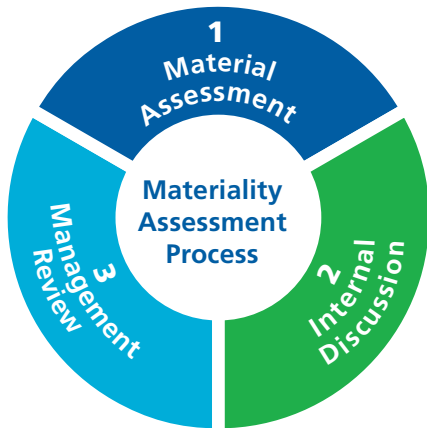 1
Material
Assessment
2
Internal
Discussion
3
Management
Review
Materiality
Assessment
Process